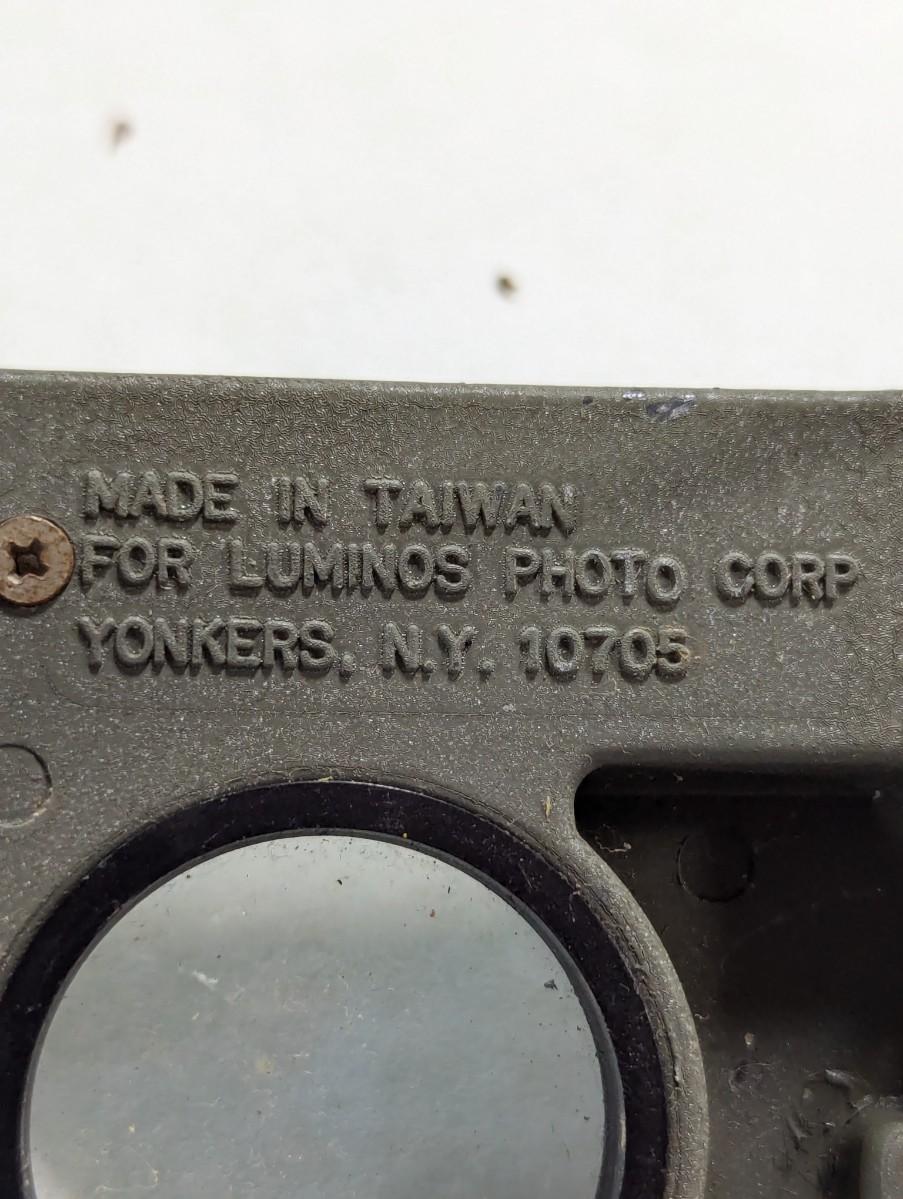 MADE IN TAIWAN
FOR LUMINOS PHOTO CORP
YONKERS, N.Y. 10705